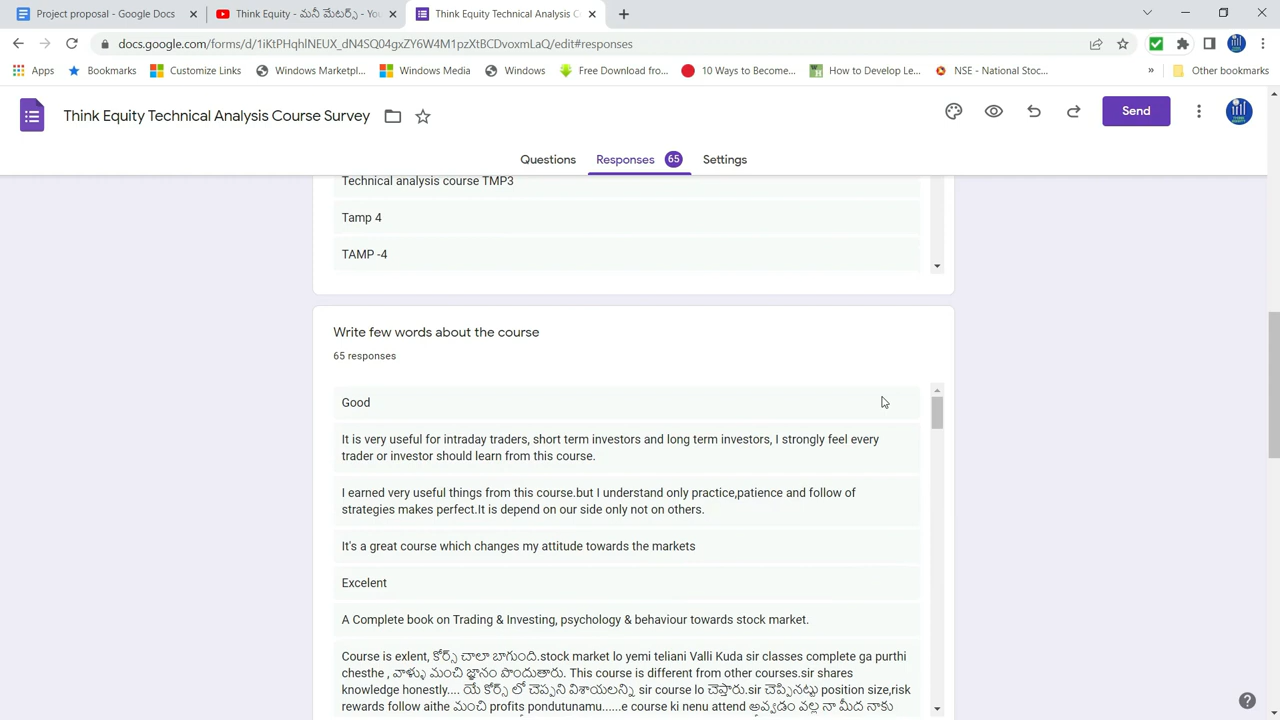 Project proposal - Google Docs
Think Equity - మనీ మేటర్స్ - You
Think Equity Technical Analysis C
docs.google.com/forms/d/1iKtPHqhlNEUX_dN4SQ04gxZY6W4M1pzXtBCDvoxmLaQ/edit#responses
Apps
Bookmarks
Customize Links
Windows Marketpl...
Windows Media
Windows
Free Download fro...
10 Ways to Become...
How to Develop Le...
NSE - National Stoc...
»
Other bookmarks
Think Equity Technical Analysis Course Survey
Send
Questions
Responses 65
Settings
Technical analysis course TMP3
Tamp 4
TAMP -4
Write few words about the course
65 responses
Good
It is very useful for intraday traders, short term investors and long term investors, I strongly feel every
trader or investor should learn from this course.
I earned very useful things from this course.but I understand only practice,patience and follow of
strategies makes perfect.It is depend on our side only not on others.
It's a great course which changes my attitude towards the markets
Excelent
A Complete book on Trading & Investing, psychology & behaviour towards stock market.
Course is exlent, కోర్స్ చాలా బాగుంది.stock market lo yemi teliani Valli Kuda sir classes complete ga purthi
chesthe , వాళ్ళు మంచి జ్ఞానం పొందుతారు. This course is different from other courses.sir shares
knowledge honestly.... యే కోర్స్ లో చెప్పని విశాయలన్ని sir course lo చెప్తారు.sir చెప్పినట్లు position size,risk
rewards follow aithe మంచి profits pondutunamu......e course ki nenu attend అవ్వడం వల్ల నా మీద నాకు